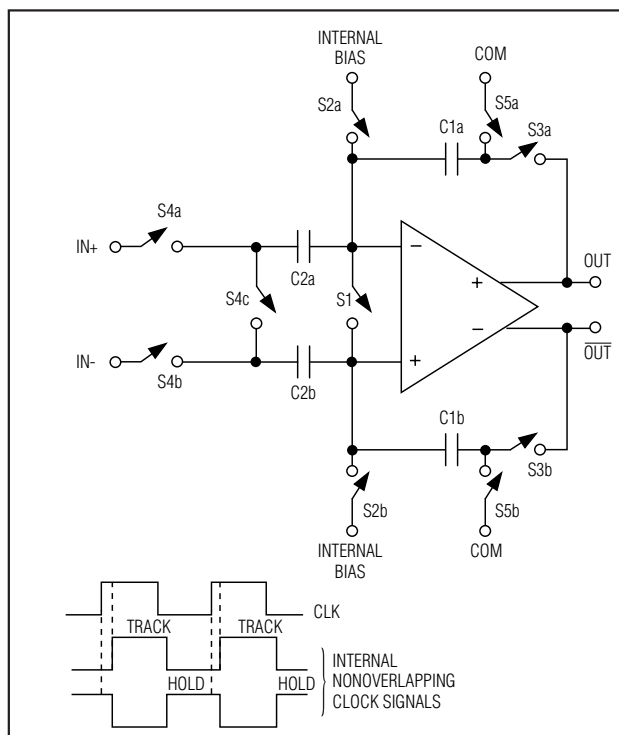 INTERNAL
BIAS
COM
S2a
S5a
C1a
S3a
S4a
IN+
C2a
−
+
OUT
S4c
S1
IN-
S4b
C2b
+
−
OUT
C1b
S3b
S2b
S5b
INTERNAL
BIAS
COM
CLK
TRACK
TRACK
HOLD
HOLD
INTERNAL
NONOVERLAPPING
CLOCK SIGNALS